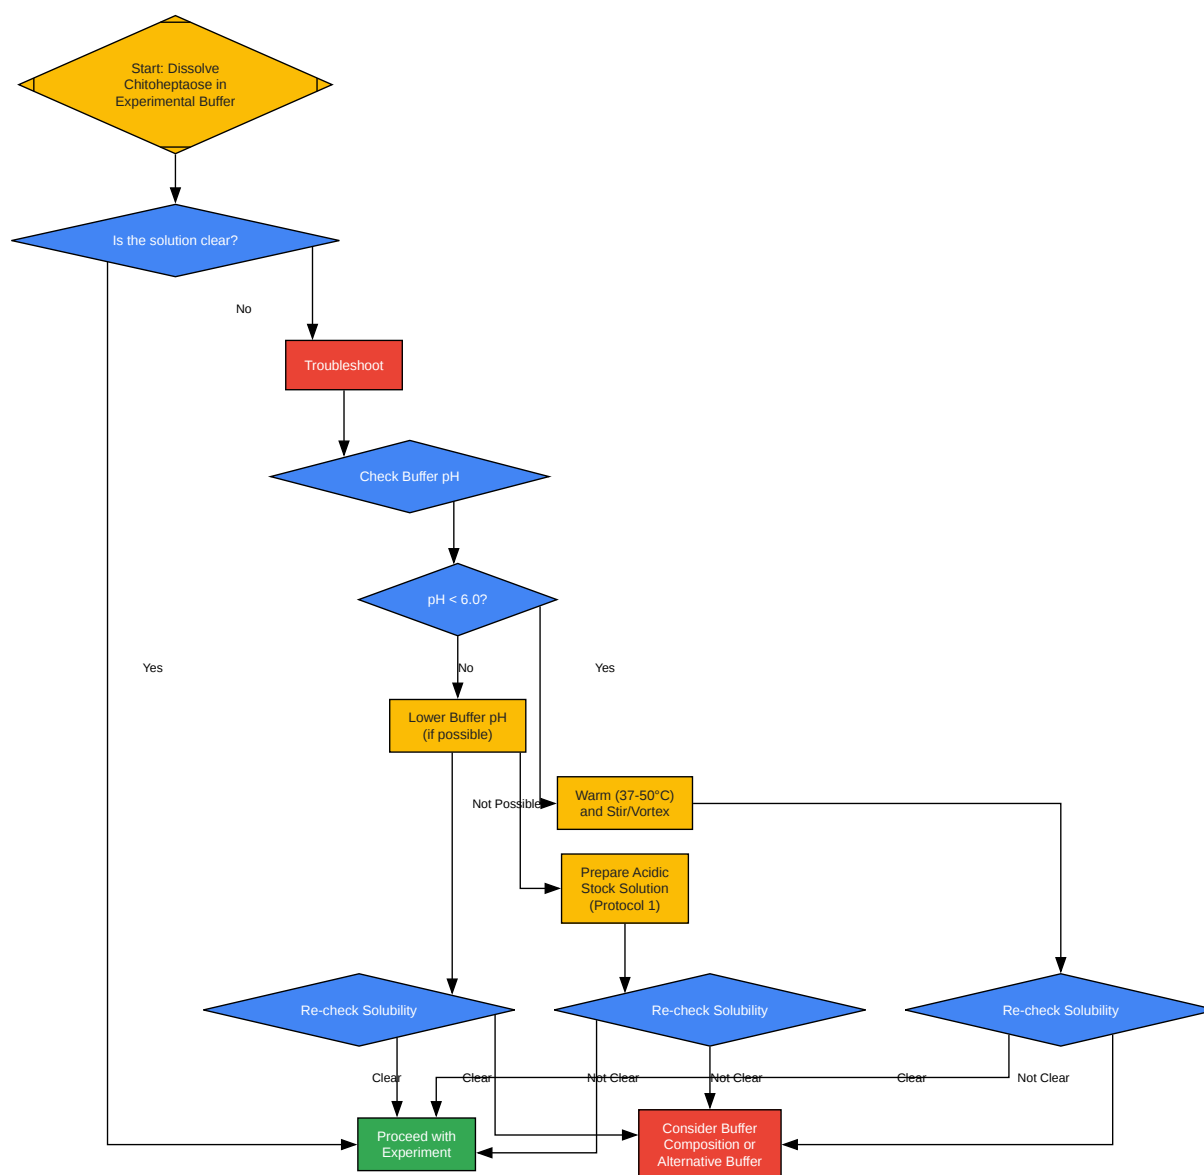 Start: Dissolve
Chitoheptaose in
Experimental Buffer
Is the solution clear?
No
Troubleshoot
Check Buffer pH
pH < 6.0?
Yes
No
Yes
Lower Buffer pH
(if possible)
Not Possible
Warm (37-50°C)
and Stir/Vortex
Prepare Acidic
Stock Solution
(Protocol 1)
Re-check Solubility
Re-check Solubility
Re-check Solubility
Clear
Clear
Not Clear
Not Clear
Clear
Not Clear
Proceed with
Experiment
Consider Buffer
Composition or
Alternative Buffer